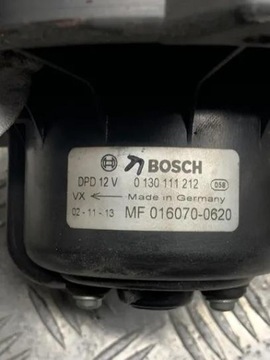 BOSCH
DPD 12 V 0 130 111 212 058
VX Made in Germany
02-11-13 MF 016070-0620